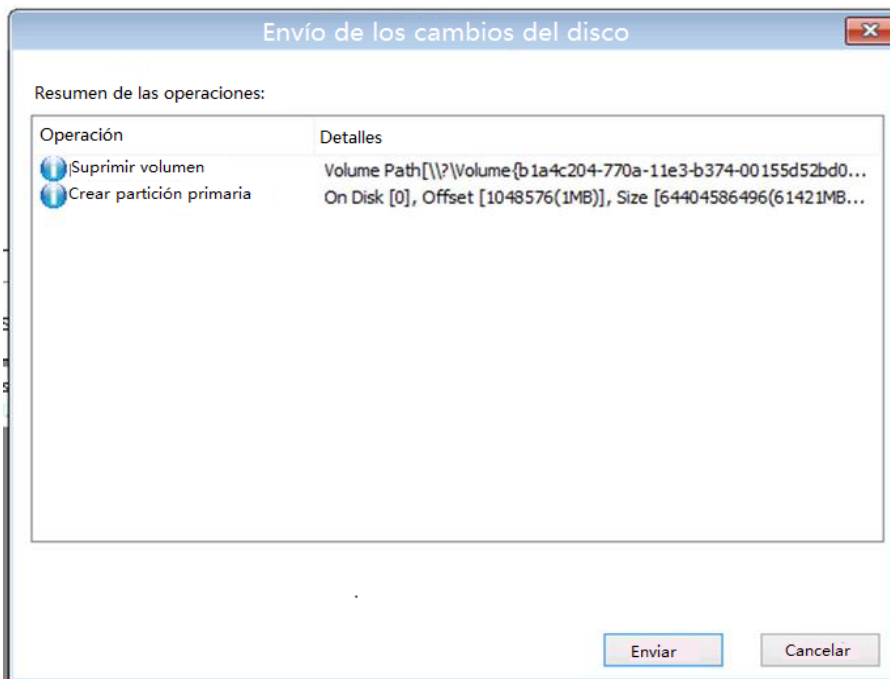 Envío de los cambios del disco
Resumen de las operaciones:
Operación Detalles
Suprimir volumen Volume Path[\\?\Volume{b1a4c204-770a-11e3-b374-00155d52bd0...
Crear partición primaria On Disk [0], Offset [1048576(1MB)], Size [64404586496(61421MB...
Enviar Cancelar